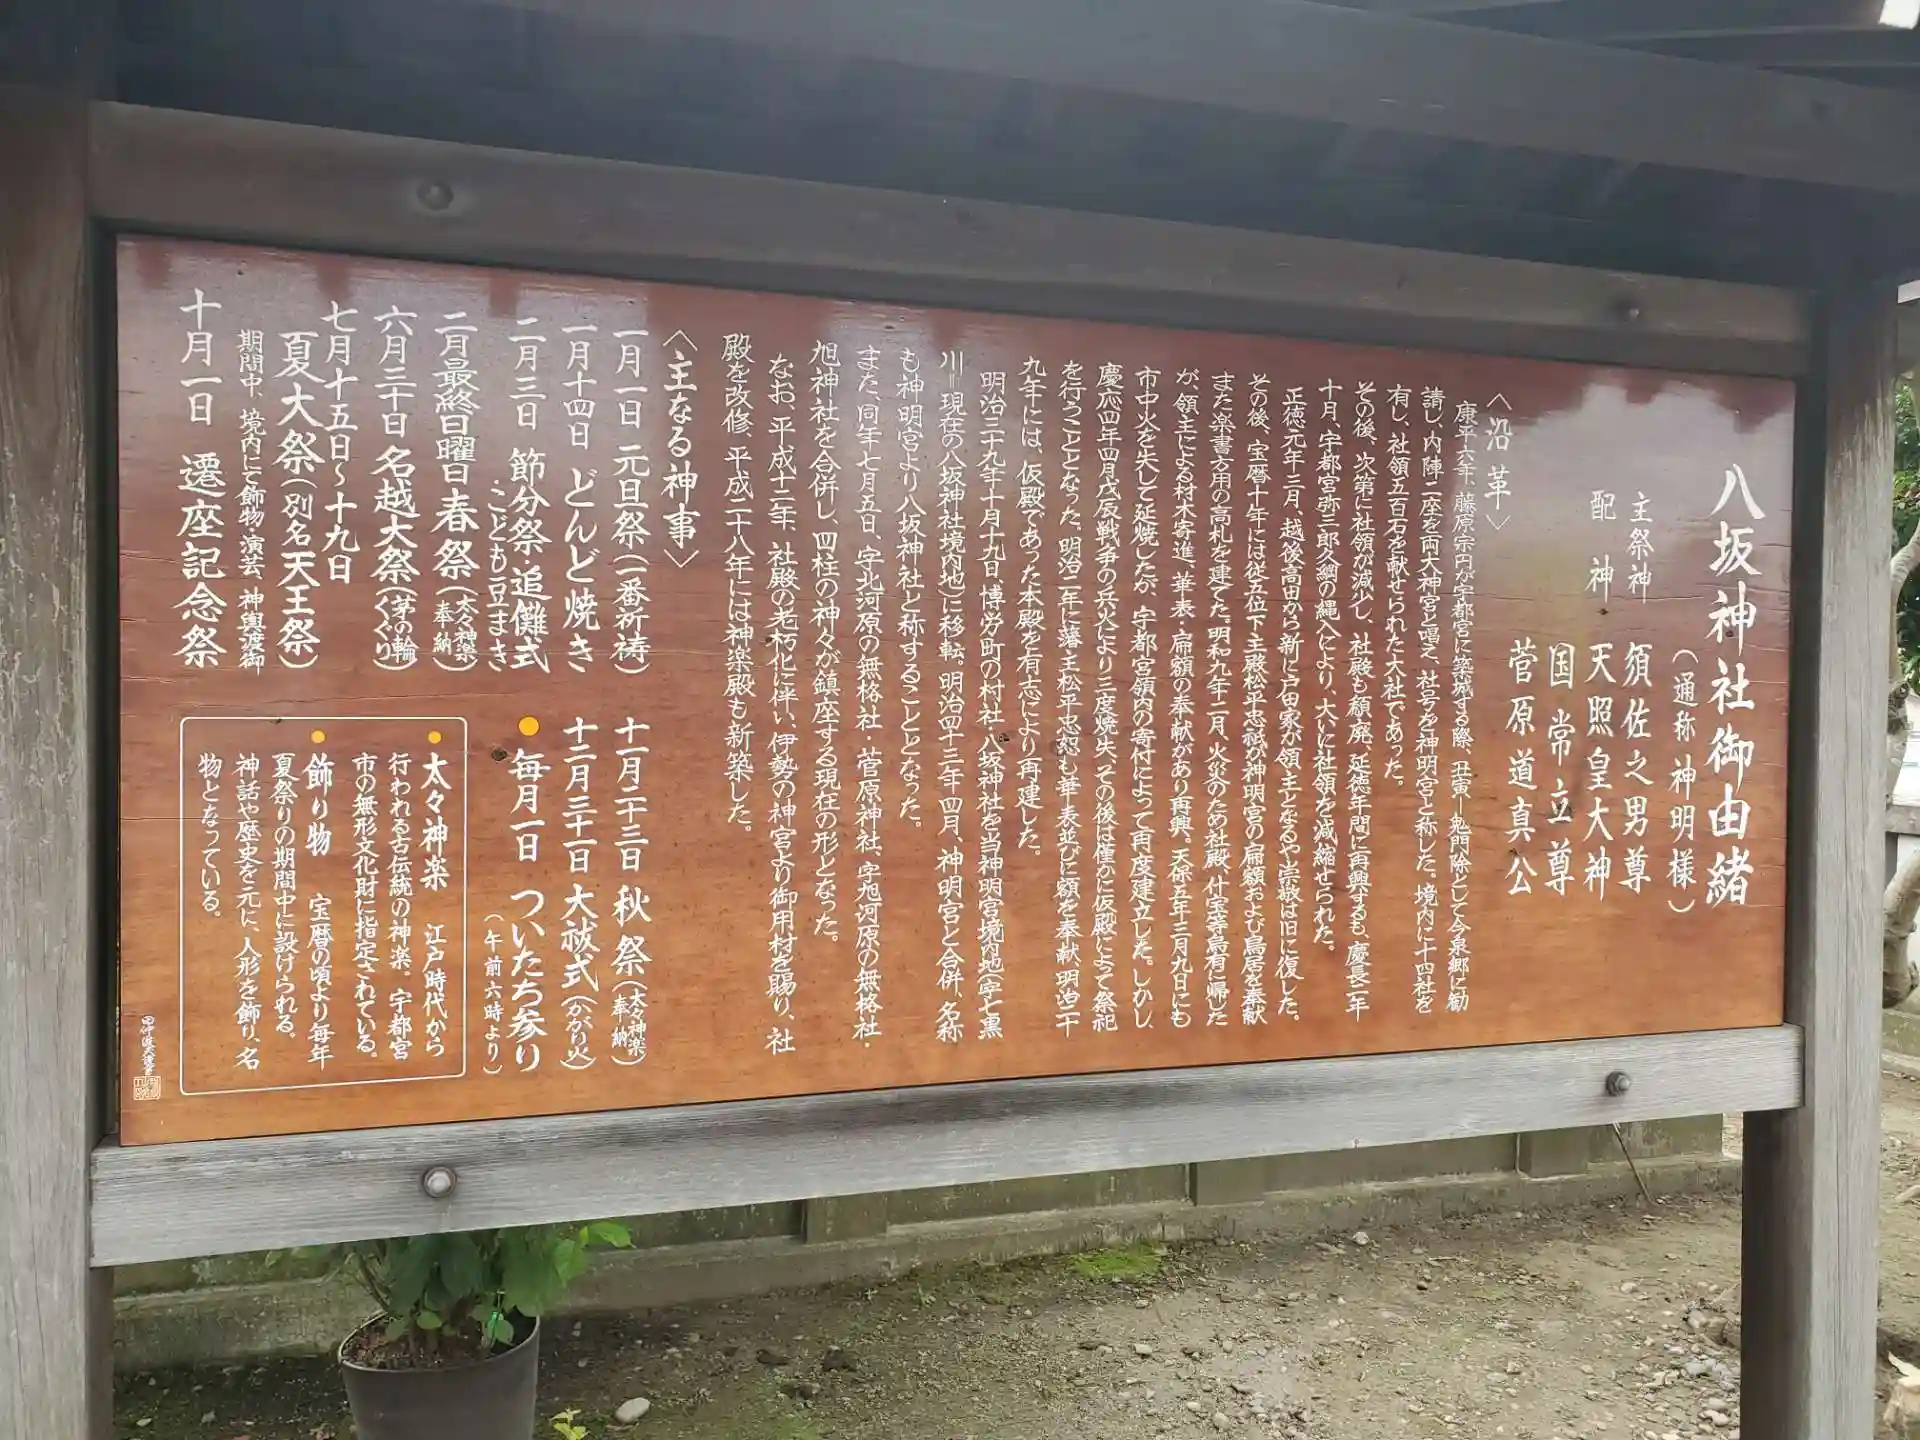 八坂神社御由緒
（通称 神明様）
主祭神 須佐之男尊
配神 天照皇大神
国常立尊
菅原道真公
〈沿革〉
康平六年、藤原宗円が宇都宮に築城する際、丑寅＝鬼門除として今泉郷に勧
請し、内陣二座を両大神宮と唱え、社号を神明宮と称した。境内に十四社を
有し、社領五百石を献せられた大社であった。
その後、次第に社領が減少し、社殿も頽廃、延徳年間に再興するも、慶長二年
十月、宇都宮弥三郎久綱の縄入により、大いに社領を減縮せられた。
正徳元年三月、越後高田から新に戸田家が領主となるや崇敬は旧に復した。
その後、宝暦十年には従五位下主殿松平忠祇が神明宮の扁額および鳥居を奉献
また楽書方用の高札を建てた。明和九年二月、火災のため社殿、什宝等烏有に帰した
が、領主による材木寄進、華表・扁額の奉献があり再興。天保五年三月九日にも
市中火を失して延焼したが、宇都宮領内の寄付によって再度建立した。しかし、
慶応四年四月戊辰戦争の兵火により三度焼失、その後は僅かに仮殿によって祭祀
を行うこととなった。明治二年に藩主松平忠恕も華表並びに額を奉献、明治二十
九年には、仮殿であった本殿を有志により再建した。
明治三十九年十月十九日、博労町の村社・八坂神社を当神明宮境内地（字七黒
川＝現在の八坂神社境内地）に移転。明治四十三年四月、神明宮と合併、名称
も神明宮より八坂神社と称することとなった。
また、同年七月五日、字北河原の無格社・菅原神社、字旭河原の無格社・
旭神社を合併し、四柱の神々が鎮座する現在の形となった。
なお、平成十二年、社殿の老朽化に伴い、伊勢の神宮より御用材を賜り、社
殿を改修、平成二十八年には神楽殿も新築した。
〈主なる神事〉
一月一日 元旦祭（一番祈祷）
一月十四日 どんど焼き
二月三日 節分祭・追儺式
・こども豆まき
二月最終日曜日 春祭（太々神楽奉納）
六月三十日 名越大祭（茅の輪くぐり）
七月十五日～十九日
夏大祭（別名 天王祭）
期間中、境内にて飾物・演芸、神輿渡御
十月一日 遷座記念祭
十一月二十三日 秋祭（太々神楽奉納）
十二月三十一日 大祓式（かがり火）
● 毎月一日 ついたち参り
（午前六時より）
● 太々神楽 江戸時代から
行われる古伝統の神楽。宇都宮
市の無形文化財に指定されている。
● 飾り物 宝暦の頃より毎年
夏祭りの期間中に設けられる。
神話や歴史を元に、人形を飾り、名
物となっている。